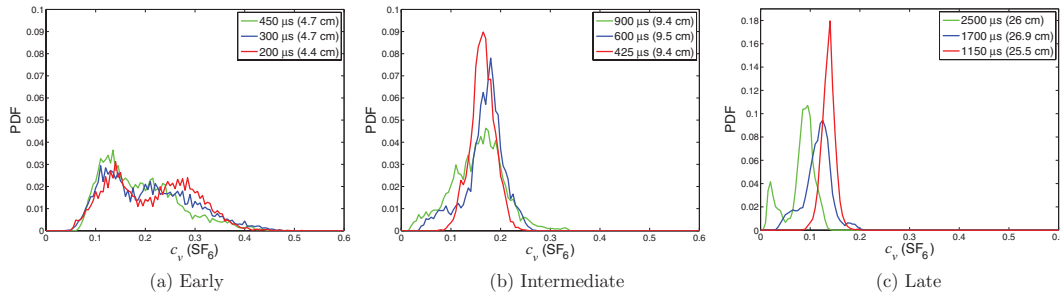 450 μs (4.7 cm)
300 μs (4.7 cm)
200 μs (4.4 cm)
0.1
0.09
0.08
0.07
0.06
0.05
0.04
0.03
0.02
0.01
0
PDF
0 0.1 0.2 0.3 0.4 0.5 0.6
c_v (SF_6)
(a) Early
900 μs (9.4 cm)
600 μs (9.5 cm)
425 μs (9.4 cm)
0.1
0.09
0.08
0.07
0.06
0.05
0.04
0.03
0.02
0.01
0
PDF
0 0.1 0.2 0.3 0.4 0.5 0.6
c_v (SF_6)
(b) Intermediate
2500 μs (26 cm)
1700 μs (26.9 cm)
1150 μs (25.5 cm)
0.18
0.16
0.14
0.12
0.1
0.08
0.06
0.04
0.02
0
PDF
0 0.1 0.2 0.3 0.4 0.5 0.6
c_v (SF_6)
(c) Late